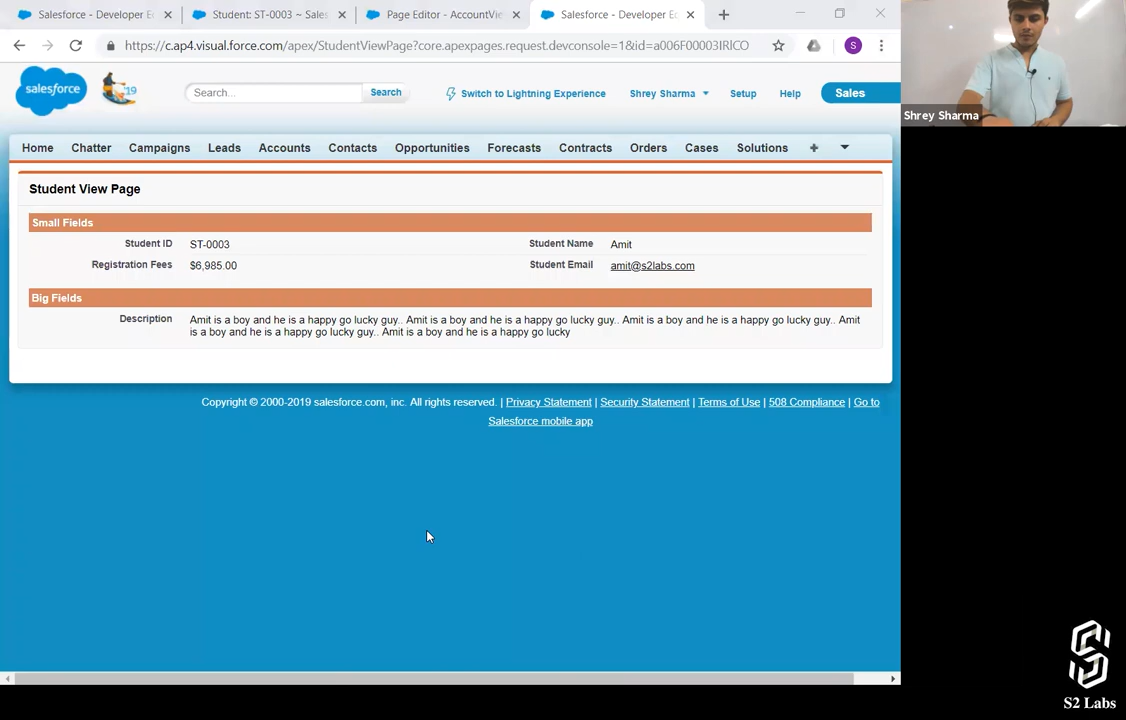 Salesforce - Developer E
Student: ST-0003 ~ Sales
Page Editor - AccountVie
Salesforce - Developer Ec
https://c.ap4.visual.force.com/apex/StudentViewPage?core.apexpages.request.devconsole=1&id=a006F00003IRlCO
S
salesforce
19
Search...
Search
Switch to Lightning Experience
Shrey Sharma
Setup
Help
Sales
Shrey Sharma
Home Chatter Campaigns Leads Accounts Contacts Opportunities Forecasts Contracts Orders Cases Solutions +
Student View Page
Small Fields
Student ID ST-0003 Student Name Amit
Registration Fees $6,985.00 Student Email amit@s2labs.com
Big Fields
Description Amit is a boy and he is a happy go lucky guy.. Amit is a boy and he is a happy go lucky guy.. Amit is a boy and he is a happy go lucky guy.. Amit
is a boy and he is a happy go lucky guy.. Amit is a boy and he is a happy go lucky
Copyright © 2000-2019 salesforce.com, inc. All rights reserved. | Privacy Statement | Security Statement | Terms of Use | 508 Compliance | Go to
Salesforce mobile app
S2 Labs